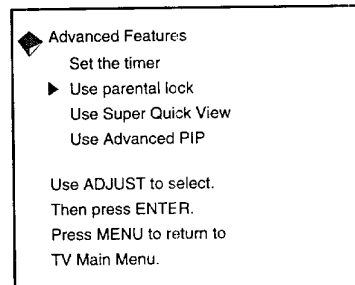 Advanced Features
Set the timer
Use parental lock
Use Super Quick View
Use Advanced PIP
Use ADJUST to select.
Then press ENTER.
Press MENU to return to
TV Main Menu.